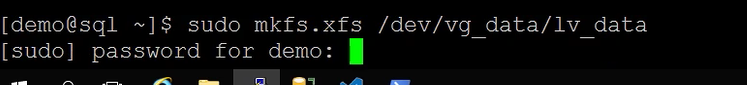 [demo@sql ~]$ sudo mkfs.xfs /dev/vg_data/lv_data
[sudo] password for demo: